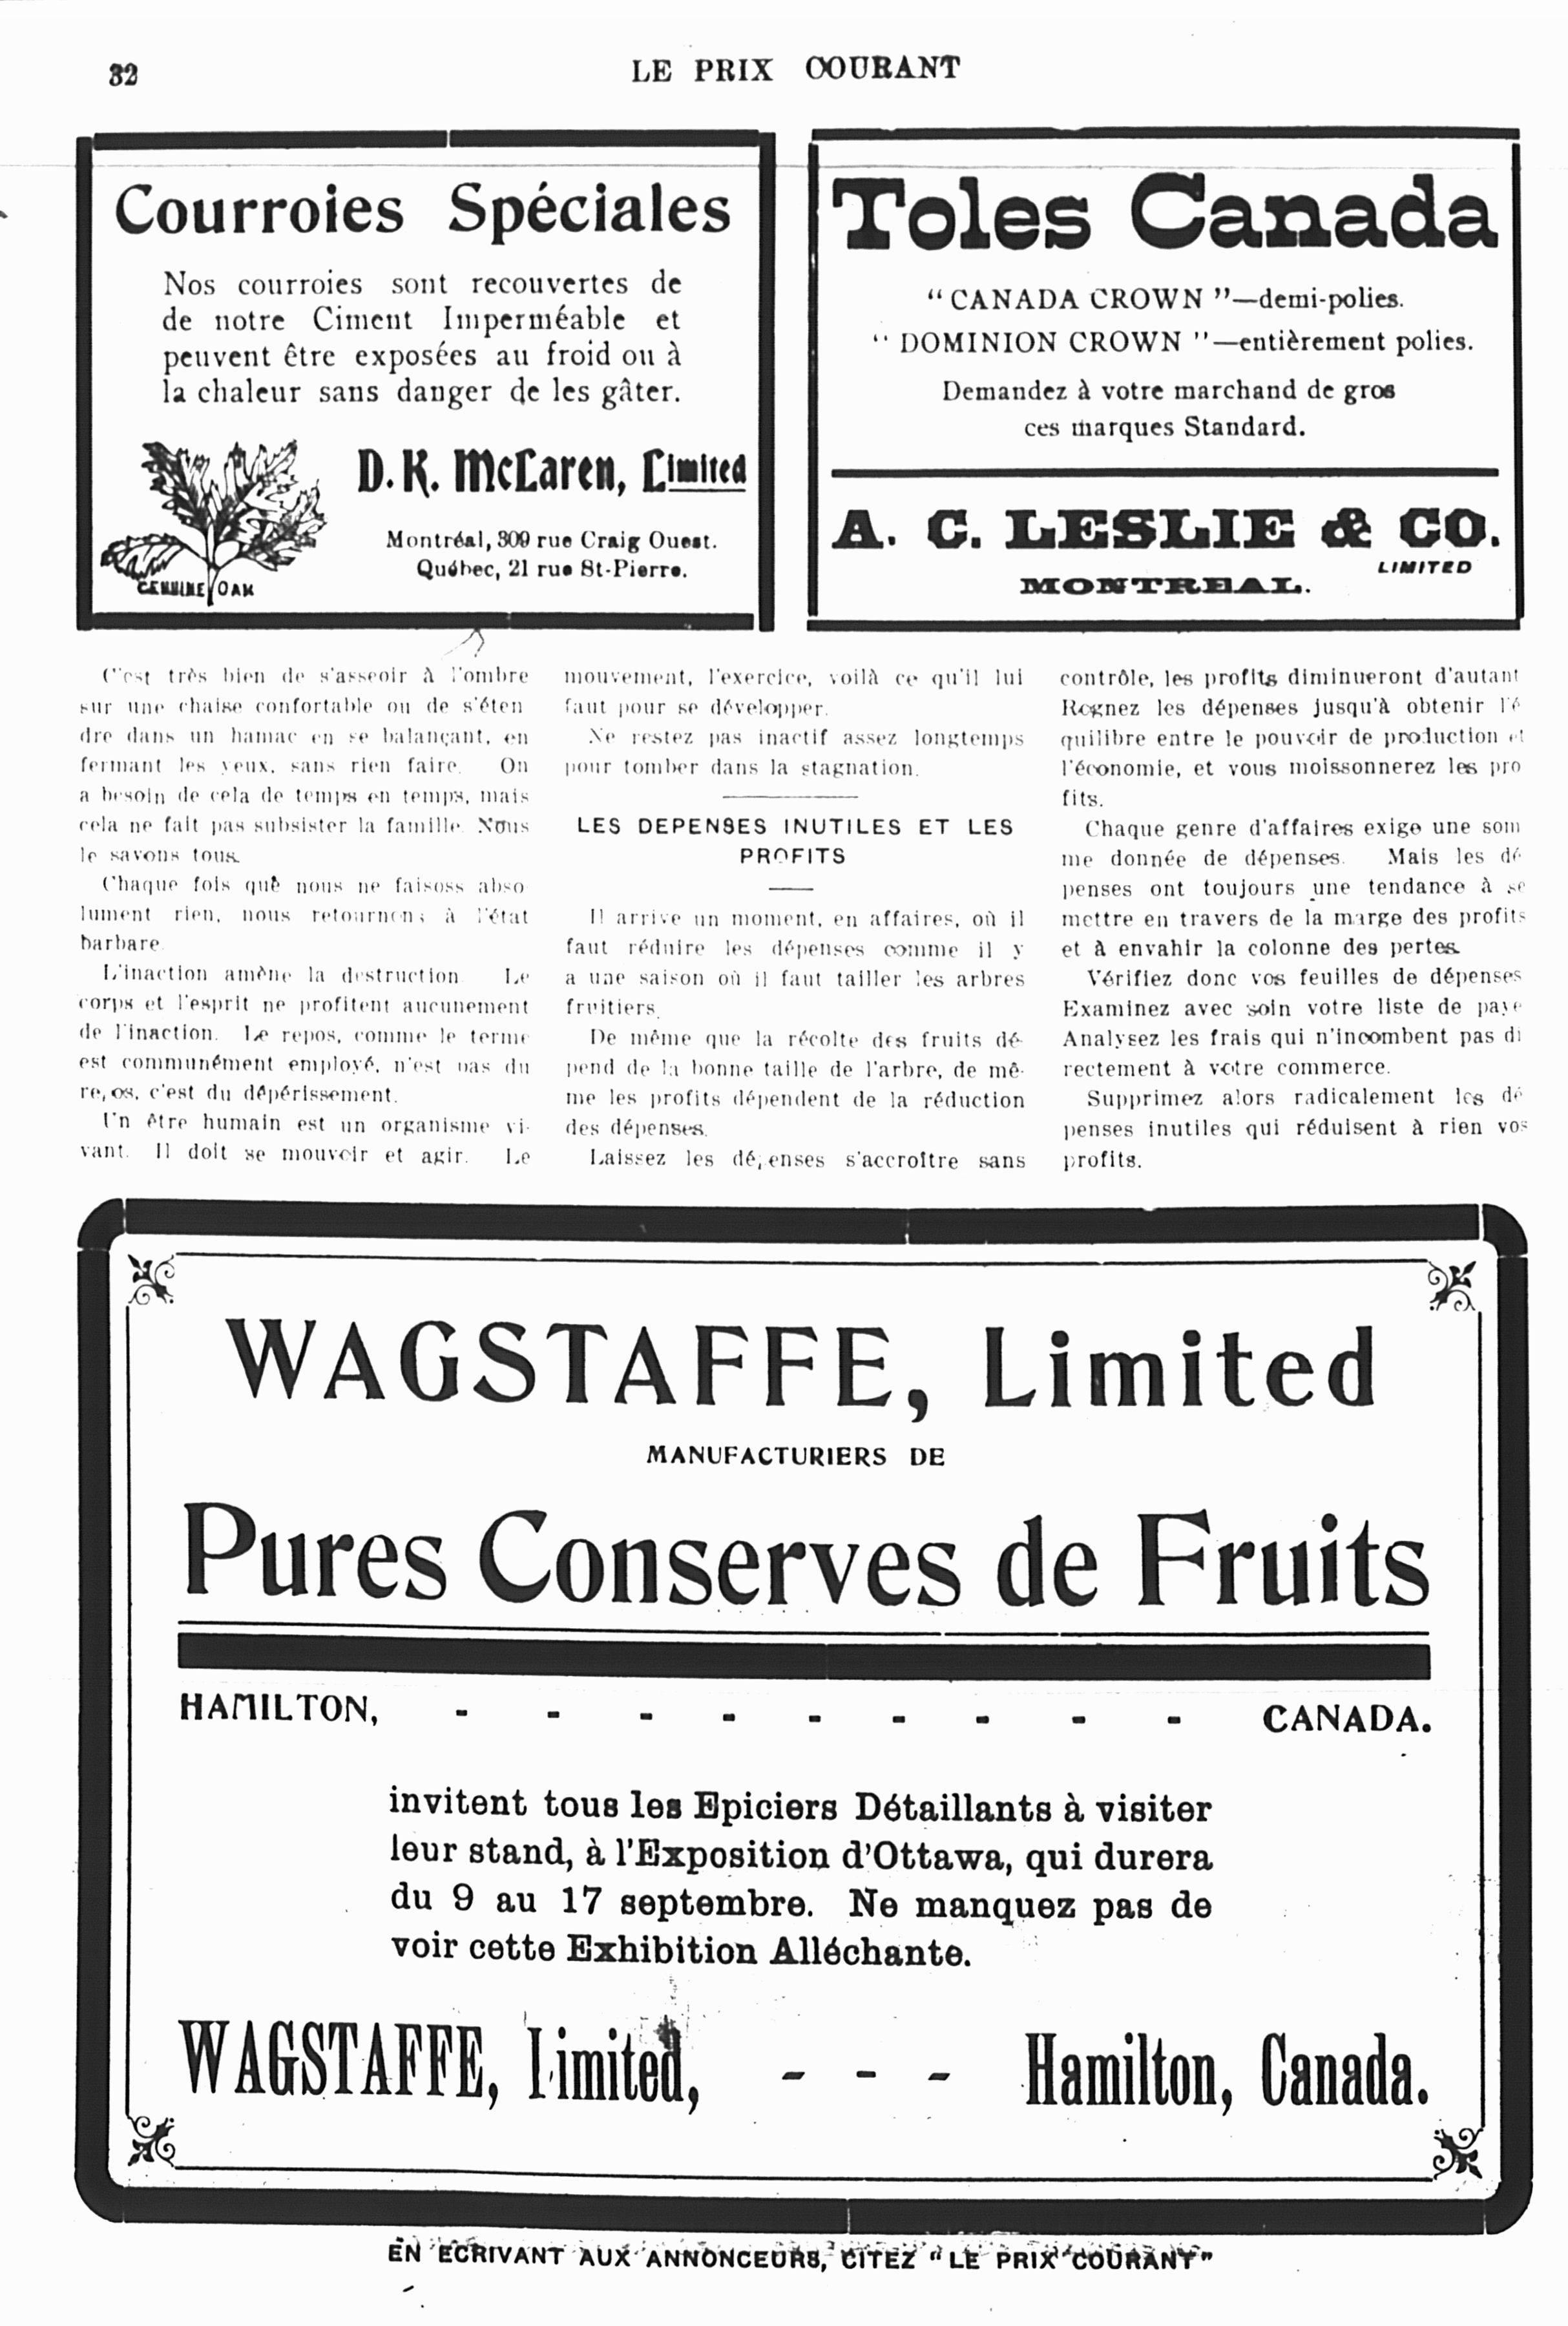 32
LE PRIX COURANT
Courroies Spéciales
Nos courroies sont recouvertes de
de notre Ciment Imperméable et
peuvent être exposées au froid ou à
la chaleur sans danger de les gâter.
GENUINE OAK
D. K. McLaren, Limited
Montréal, 309 rue Craig Ouest.
Québec, 21 rue St-Pierre.
Toles Canada
“ CANADA CROWN ”—demi-polies.
“ DOMINION CROWN ”—entièrement polies.
Demandez à votre marchand de gros
ces marques Standard.
A. C. LESLIE & CO.
LIMITED
MONTREAL.
C'est très bien de s'asseoir à l'ombre
sur une chaise confortable ou de s'éten
dre dans un hamac en se balançant, en
fermant les yeux, sans rien faire. On
a besoin de cela de temps en temps, mais
cela ne fait pas subsister la famille. Nous
le savons tous.
Chaque fois que nous ne faisoss abso
lument rien, nous retournons à l'état
barbare.
L'inaction amène la destruction. Le
corps et l'esprit ne profitent aucunement
de l'inaction. Le repos, comme le terme
est communément employé, n'est pas du
repos, c'est du dépérissement.
Un être humain est un organisme vi-
vant. Il doit se mouvoir et agir. Le
mouvement, l'exercice, voilà ce qu'il lui
faut pour se développer.
Ne restez pas inactif assez longtemps
pour tomber dans la stagnation.
LES DEPENSES INUTILES ET LES
PROFITS
Il arrive un moment, en affaires, où il
faut réduire les dépenses comme il y
a une saison où il faut tailler les arbres
fruitiers.
De même que la récolte des fruits dé-
pend de la bonne taille de l'arbre, de mê-
me les profits dépendent de la réduction
des dépenses.
Laissez les dépenses s'accroître sans
contrôle, les profits diminueront d'autant
Rognez les dépenses jusqu'à obtenir l'é
quilibre entre le pouvoir de production et
l'économie, et vous moissonnerez les pro
fits.
Chaque genre d'affaires exige une som
me donnée de dépenses. Mais les dé
penses ont toujours une tendance à se
mettre en travers de la marge des profits
et à envahir la colonne des pertes.
Vérifiez donc vos feuilles de dépenses
Examinez avec soin votre liste de paye
Analysez les frais qui n'incombent pas di
rectement à votre commerce.
Supprimez alors radicalement les dé
penses inutiles qui réduisent à rien vos
profits.
WAGSTAFFE, Limited
MANUFACTURIERS DE
Pures Conserves de Fruits
HAMILTON, - - - - - - - - - CANADA.
invitent tous les Epiciers Détaillants à visiter
leur stand, à l'Exposition d'Ottawa, qui durera
du 9 au 17 septembre. Ne manquez pas de
voir cette Exhibition Alléchante.
WAGSTAFFE, Limited, - - - Hamilton, Canada.
EN ECRIVANT AUX ANNONCEURS, CITEZ “ LE PRIX COURANT”